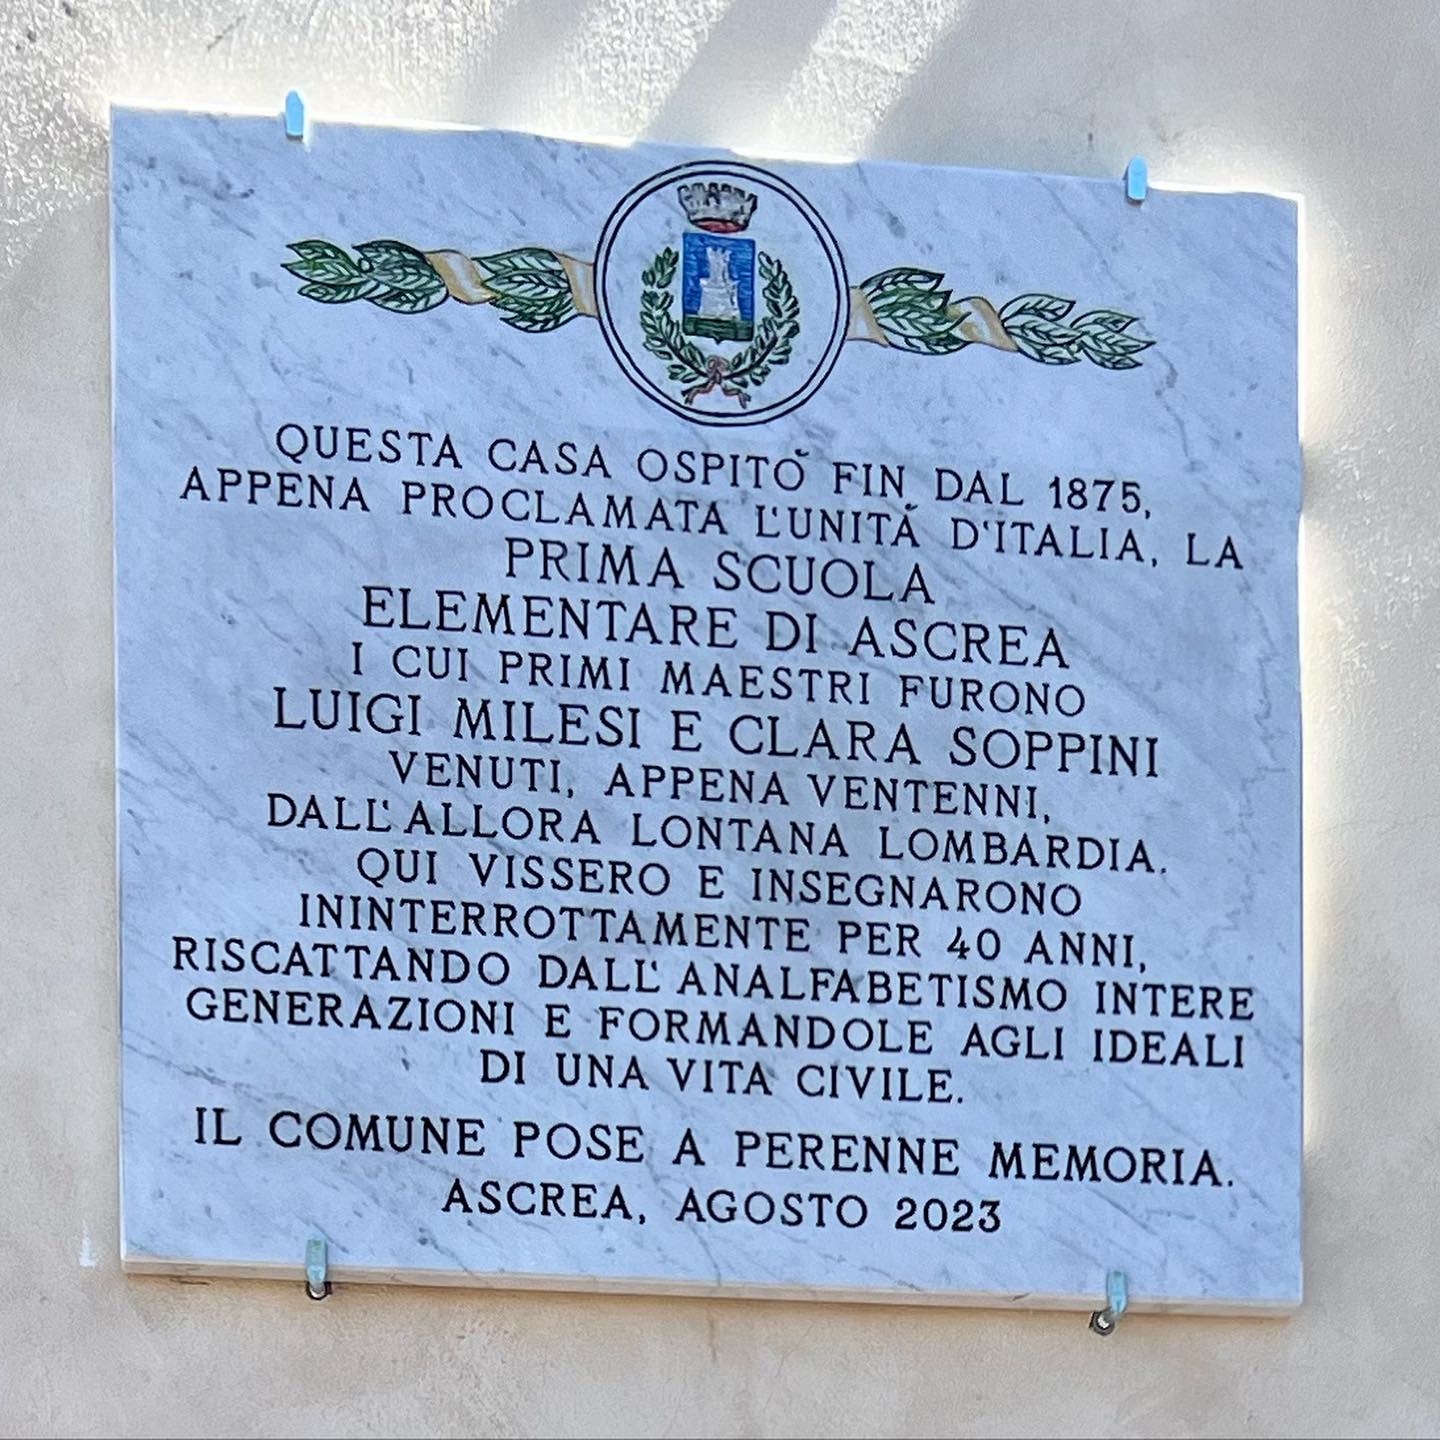 QUESTA CASA OSPITÒ FIN DAL 1875,
APPENA PROCLAMATA L'UNITÀ D'ITALIA, LA
PRIMA SCUOLA
ELEMENTARE DI ASCREA
I CUI PRIMI MAESTRI FURONO
LUIGI MILESI E CLARA SOPPINI
VENUTI, APPENA VENTENNI,
DALL'ALLORA LONTANA LOMBARDIA.
QUI VISSERO E INSEGNARONO
ININTERROTTAMENTE PER 40 ANNI,
RISCATTANDO DALL'ANALFABETISMO INTERE
GENERAZIONI E FORMANDOLE AGLI IDEALI
DI UNA VITA CIVILE.
IL COMUNE POSE A PERENNE MEMORIA.
ASCREA, AGOSTO 2023